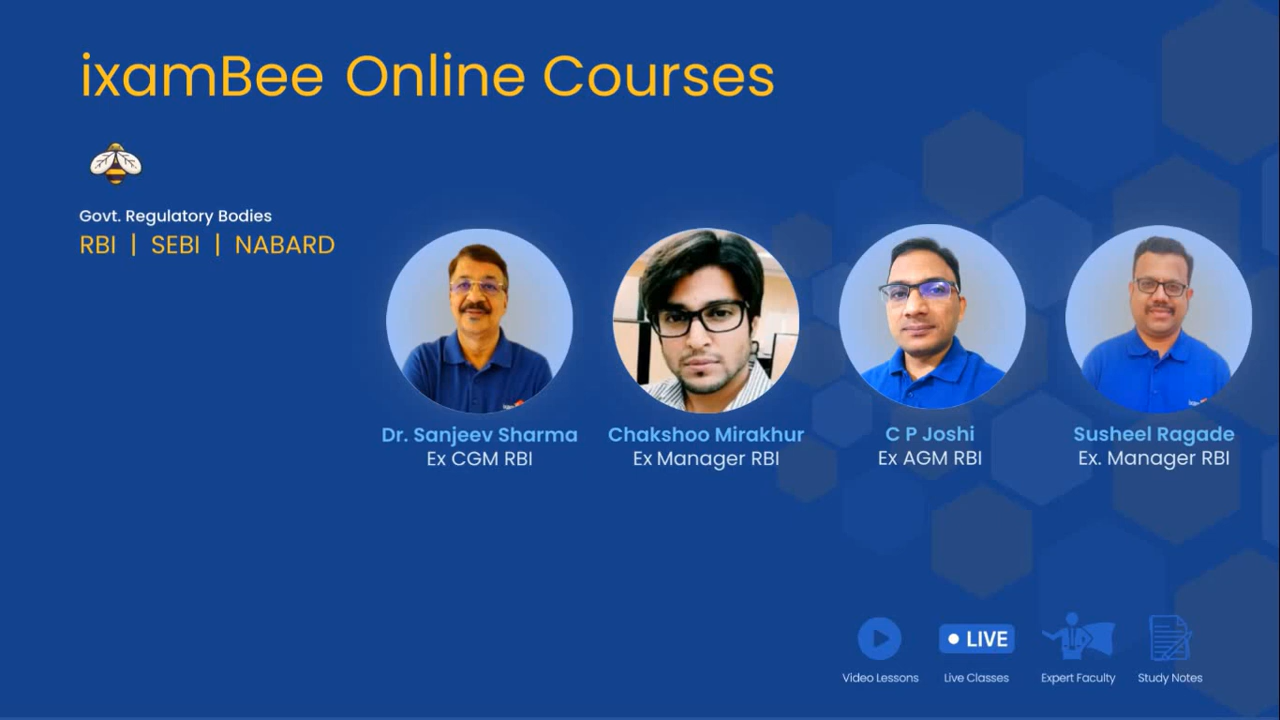 ixamBee Online Courses
Govt. Regulatory Bodies
RBI | SEBI | NABARD
Dr. Sanjeev Sharma
Ex CGM RBI
Chakshoo Mirakhur
Ex Manager RBI
C P Joshi
Ex AGM RBI
Susheel Ragade
Ex. Manager RBI
LIVE
Video Lessons
Live Classes
Expert Faculty
Study Notes